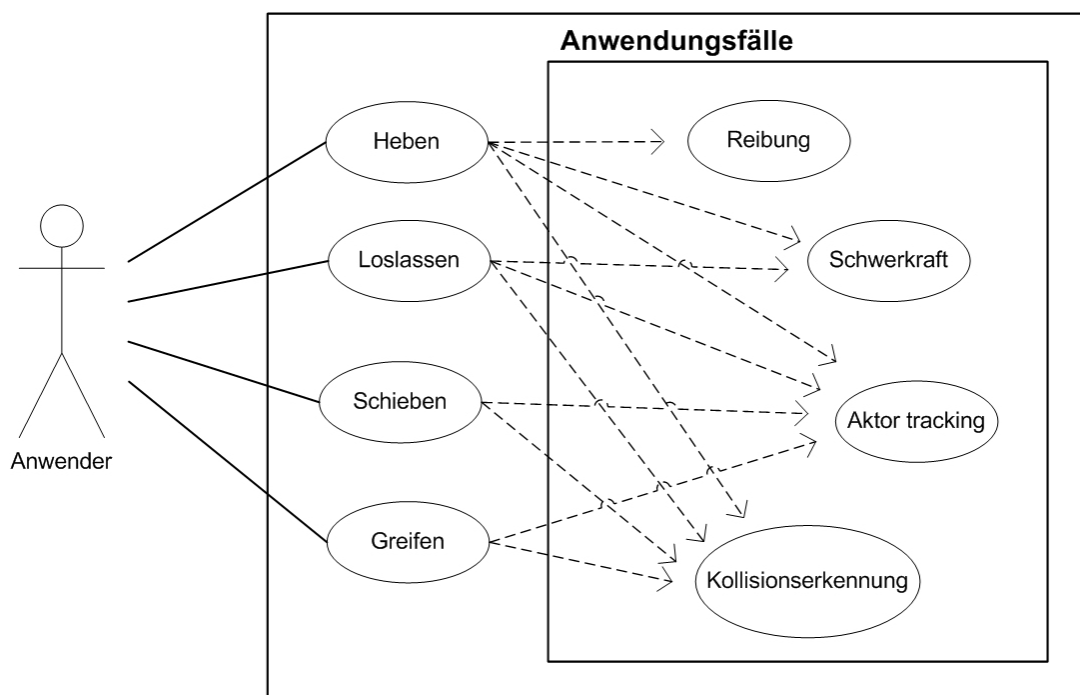 Anwendungsfälle
Heben
Reibung
Loslassen
Schwerkraft
Schieben
Aktor tracking
Anwender
Greifen
Kollisionserkennung